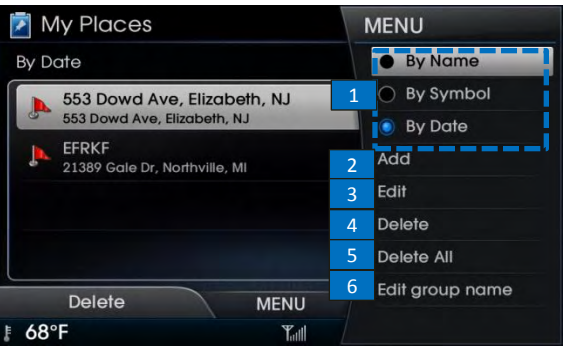 My Places
By Date
553 Dowd Ave, Elizabeth, NJ
553 Dowd Ave, Elizabeth, NJ
EFRKF
21389 Gale Dr, Northville, MI
Delete
MENU
68°F
MENU
By Name
1 By Symbol
By Date
2 Add
3 Edit
4 Delete
5 Delete All
6 Edit group name